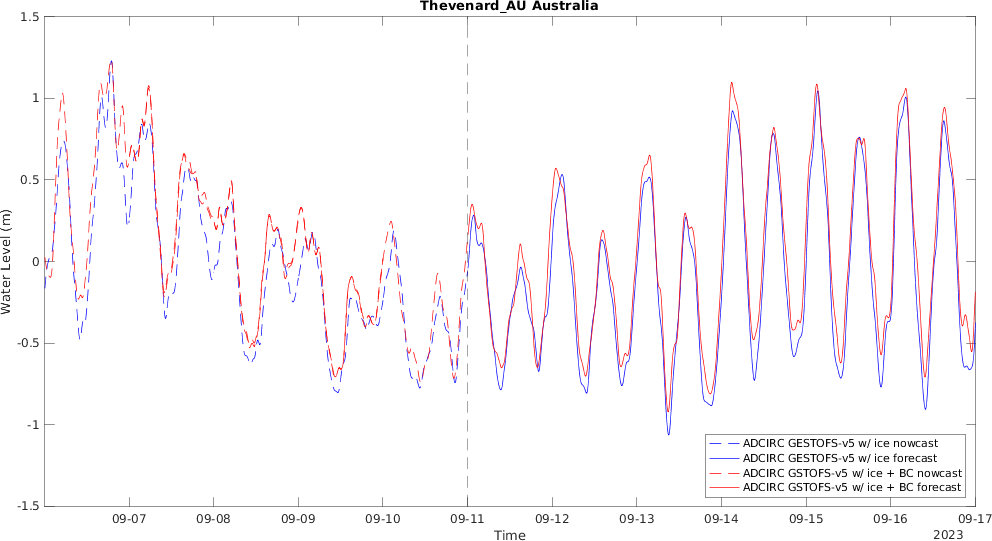 Thevenard_AU Australia
1.5
1
0.5
0
-0.5
-1
-1.5
Water Level (m)
09-07 09-08 09-09 09-10 09-11 09-12 09-13 09-14 09-15 09-16 09-17
Time
2023
ADCIRC GESTOFS-v5 w/ ice nowcast
ADCIRC GESTOFS-v5 w/ ice forecast
ADCIRC GSTOFS-v5 w/ ice + BC nowcast
ADCIRC GSTOFS-v5 w/ ice + BC forecast